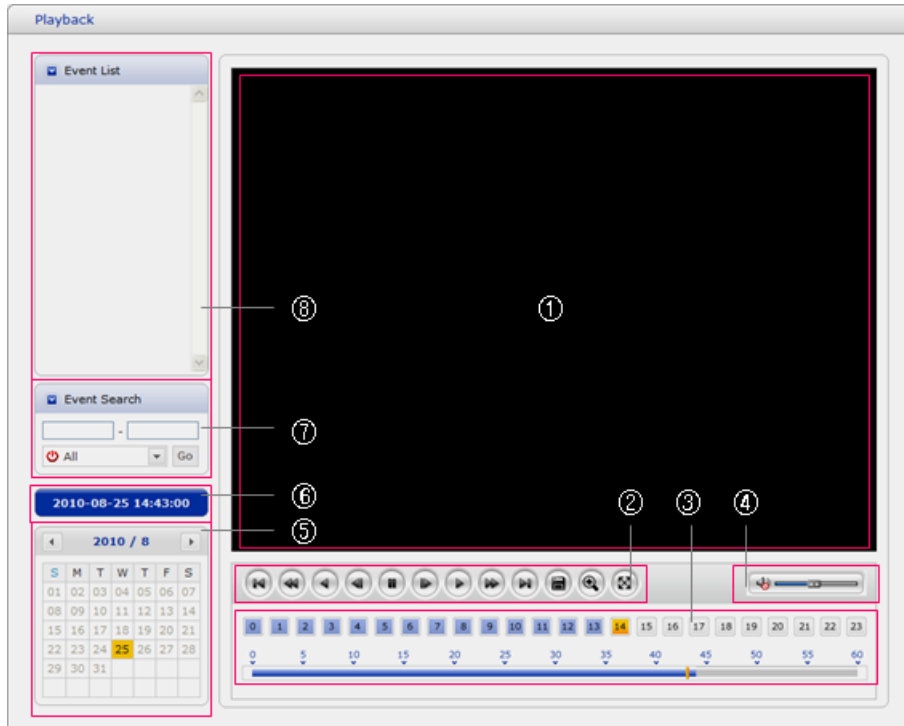 Playback
Event List
⑧
①
Event Search
-
All Go
⑦
2010-08-25 14:43:00
⑥
⑤
② ③ ④
2010 / 8
S M T W T F S
01 02 03 04 05 06 07
08 09 10 11 12 13 14
15 16 17 18 19 20 21
22 23 24 25 26 27 28
29 30 31
0 1 2 3 4 5 6 7 8 9 10 11 12 13 14 15 16 17 18 19 20 21 22 23
0 5 10 15 20 25 30 35 40 45 50 55 60